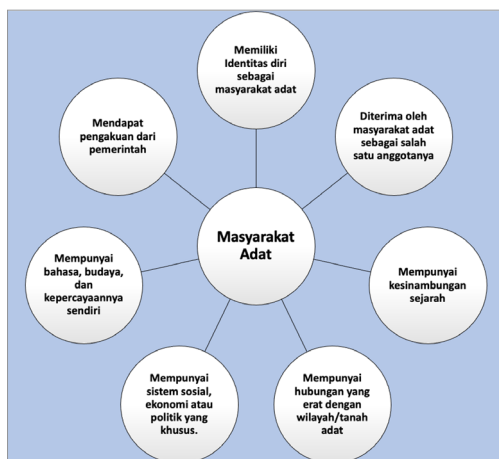 Memiliki
Identitas diri
sebagai
masyarakat adat
Diterima oleh
masyarakat adat
sebagai salah
satu anggotanya
Mempunyai
kesinambungan
sejarah
Mempunyai
hubungan yang
erat dengan
wilayah/tanah
adat
Mempunyai
sistem sosial,
ekonomi atau
politik yang
khusus.
Mempunyai
bahasa, budaya,
dan
kepercayaannya
sendiri
Mendapat
pengakuan dari
pemerintah
Masyarakat
Adat